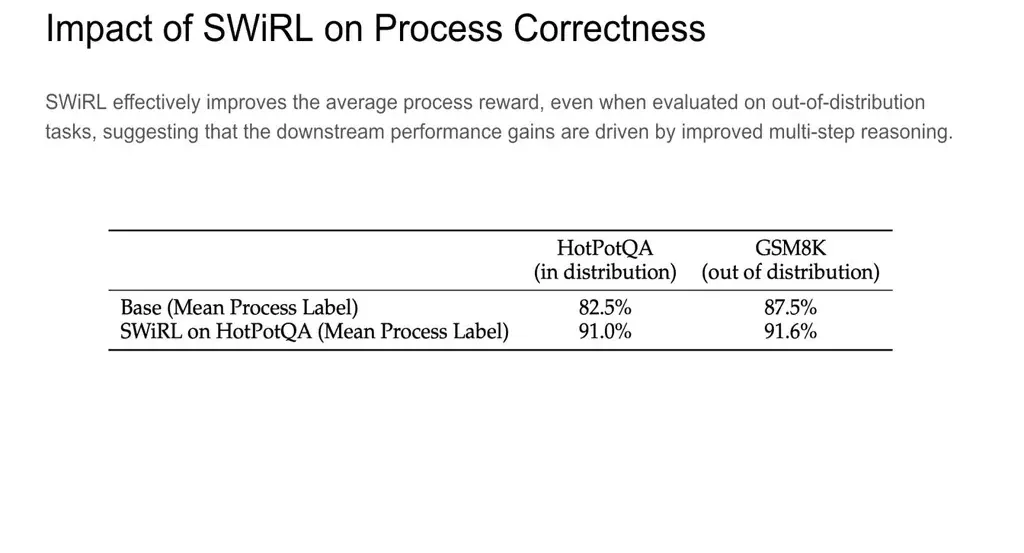 Impact of SWiRL on Process Correctness
SWiRL effectively improves the average process reward, even when evaluated on out-of-distribution
tasks, suggesting that the downstream performance gains are driven by improved multi-step reasoning.
HotPotQA GSM8K
(in distribution) (out of distribution)
Base (Mean Process Label) 82.5% 87.5%
SWiRL on HotPotQA (Mean Process Label) 91.0% 91.6%